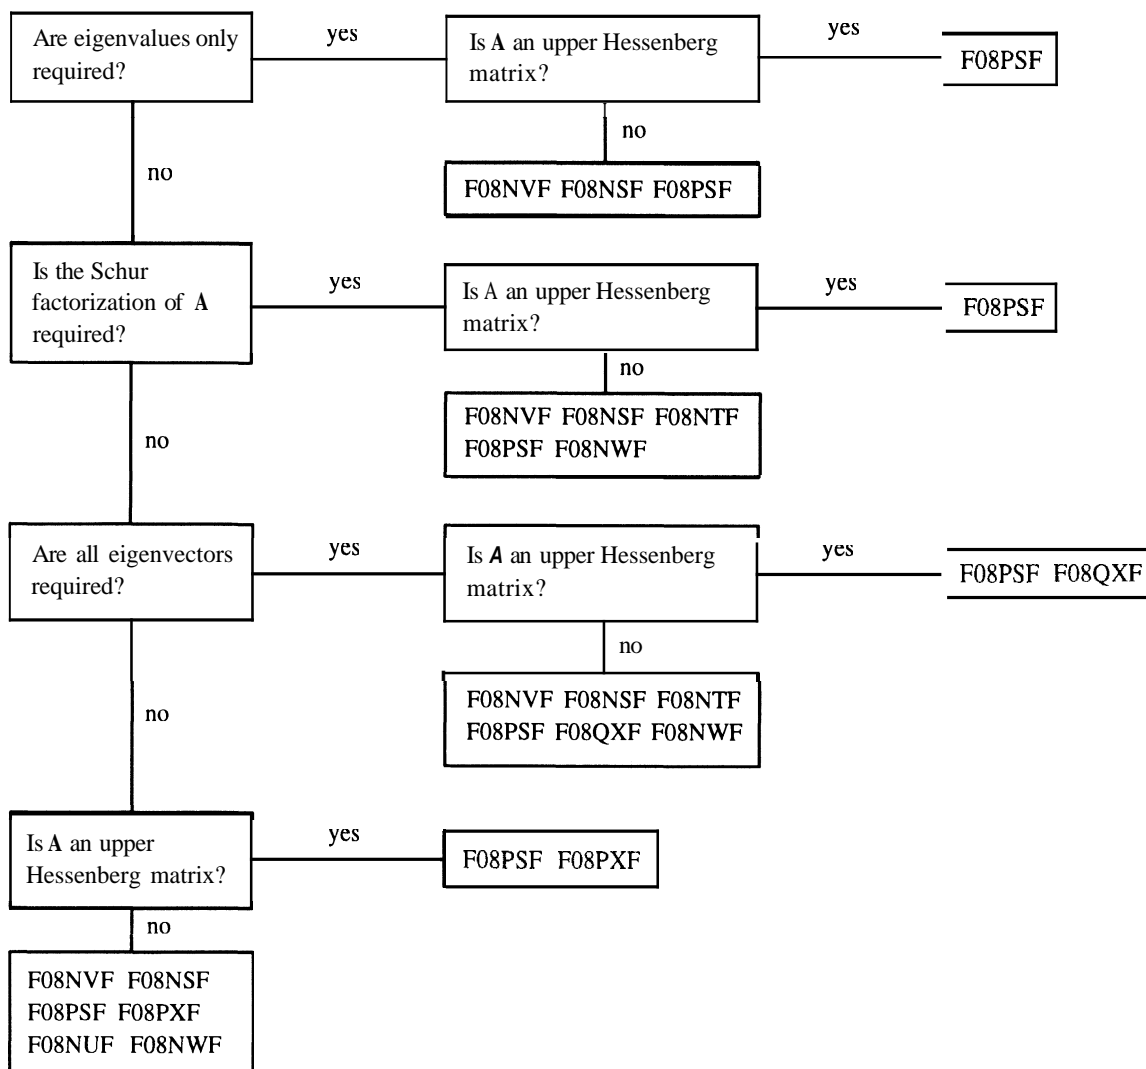 Are eigenvalues only
required?
yes
Is A an upper Hessenberg
matrix?
yes
F08PSF
no
F08NVF F08NSF F08PSF
no
Is the Schur
factorization of A
required?
yes
Is A an upper Hessenberg
matrix?
yes
F08PSF
no
F08NVF F08NSF F08NTF
F08PSF F08NWF
no
Are all eigenvectors
required?
yes
Is A an upper Hessenberg
matrix?
yes
F08PSF F08QXF
no
F08NVF F08NSF F08NTF
F08PSF F08QXF F08NWF
no
Is A an upper
Hessenberg matrix?
yes
F08PSF F08PXF
no
F08NVF F08NSF
F08PSF F08PXF
F08NUF F08NWF